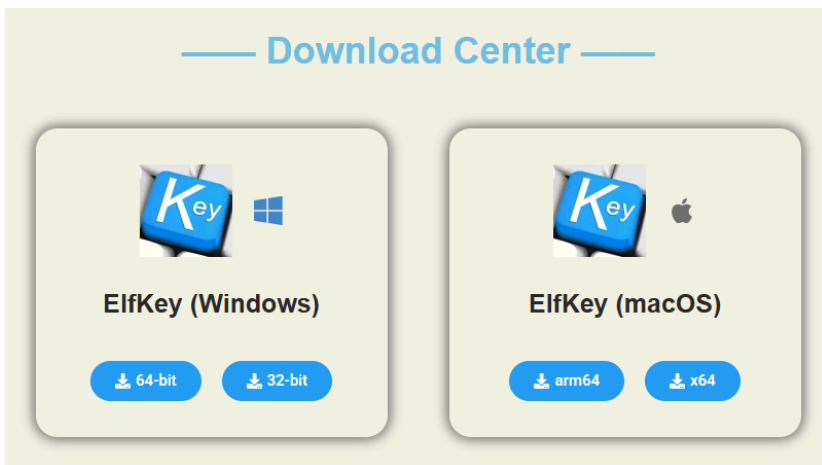 Download Center
Key
ElfKey (Windows)
64-bit
32-bit
Key
ElfKey (macOS)
arm64
x64